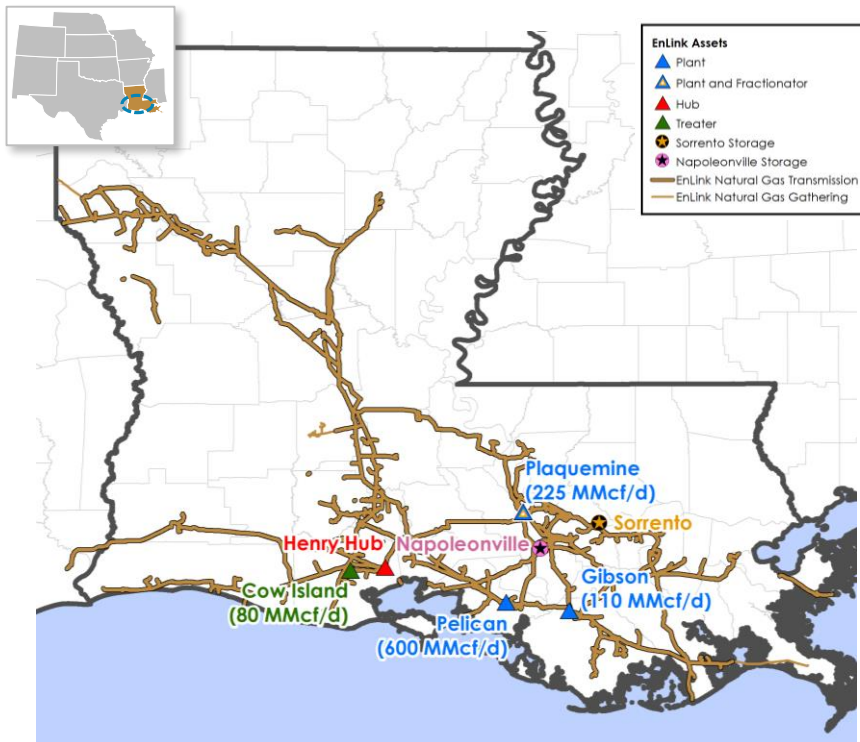 EnLink Assets
Plant
Plant and Fractionator
Hub
Treater
Sorrento Storage
Napoleonville Storage
EnLink Natural Gas Transmission
EnLink Natural Gas Gathering
Plaquemine
(225 MMcf/d)
Sorrento
Henry Hub
Napoleonville
Cow Island
(80 MMcf/d)
Gibson
(110 MMcf/d)
Pelican
(600 MMcf/d)